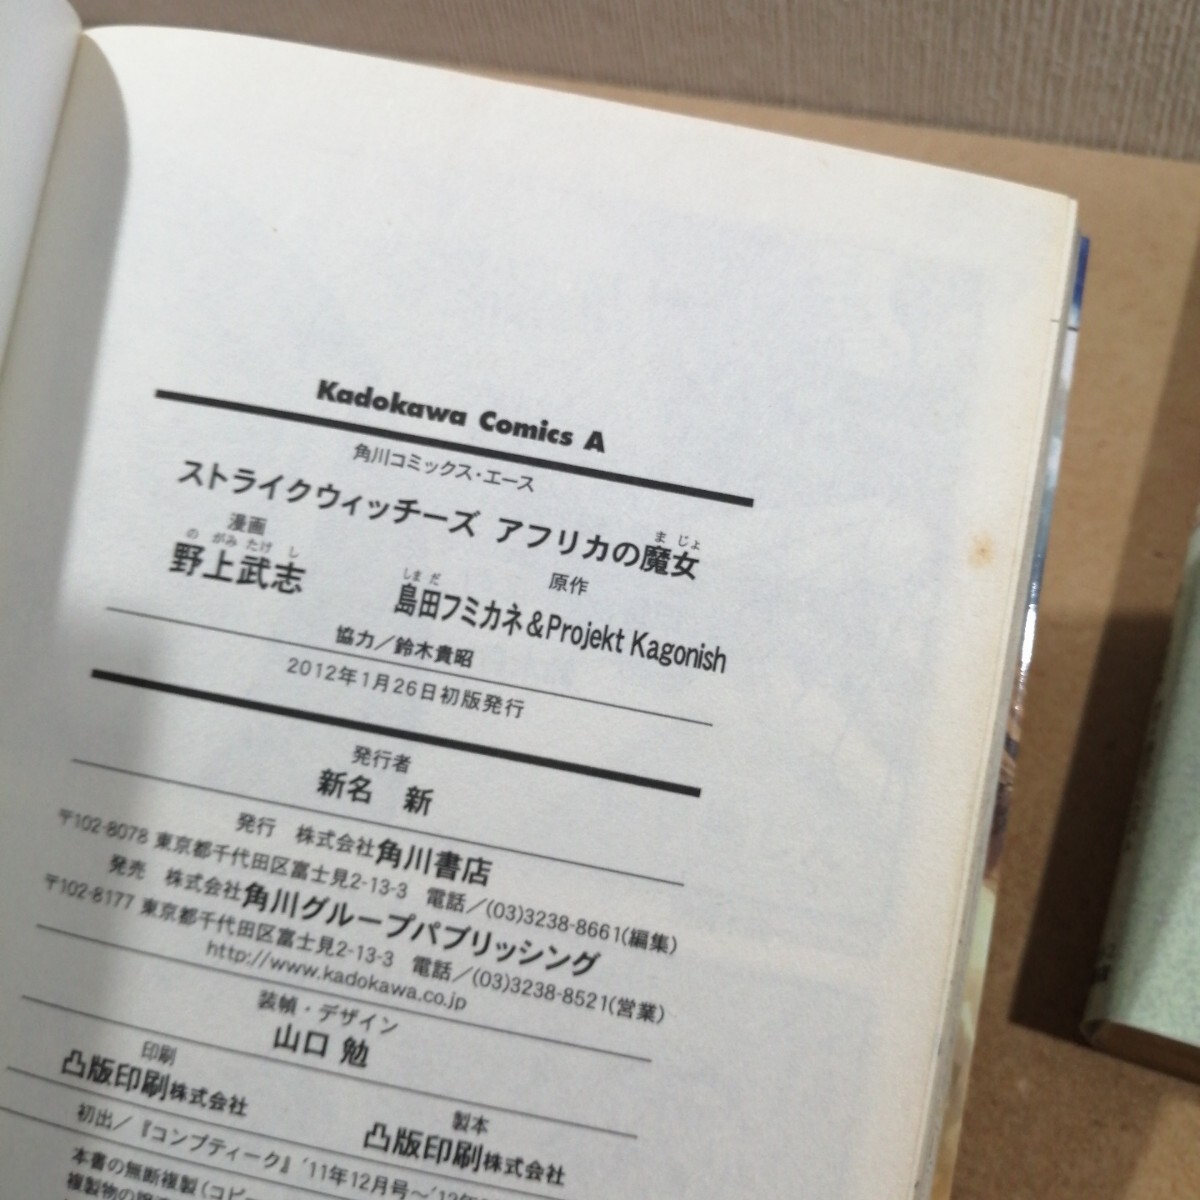 Kadokawa Comics A
角川コミックス・エース
ストライクウィッチーズ アフリカの魔女
まじょ
漫画
のがみたけし
野上武志
原作
しまだ
島田フミカネ&Projekt Kagonish
協力/鈴木貴昭
2012年1月26日初版発行
発行者
新名 新
発行 株式会社角川書店
〒102-8078 東京都千代田区富士見2-13-3 電話/(03)3238-8661(編集)
発売 株式会社角川グループパブリッシング
〒102-8177 東京都千代田区富士見2-13-3 電話/(03)3238-8521(営業)
http://www.kadokawa.co.jp
装幀・デザイン
山口 勉
印刷
凸版印刷株式会社
製本
凸版印刷株式会社
初出/『コンプティーク』'11年12月号〜'12年
本書の無断複製(コピ
複製物の